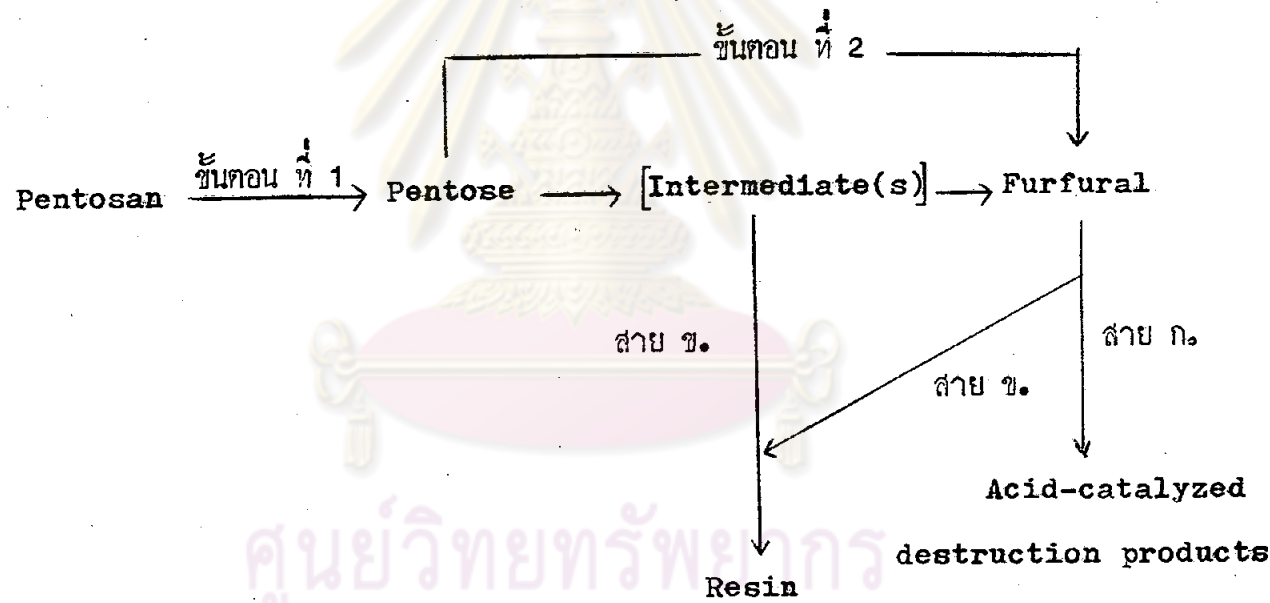 ขั้นตอน ที่ 2
Pentosan ขั้นตอน ที่ 1 Pentose [Intermediate(s)] Furfural
สาย ข. สาย ก.
สาย ข.
Acid-catalyzed
destruction products
Resin
ศูนย์วิทยทรัพยากร